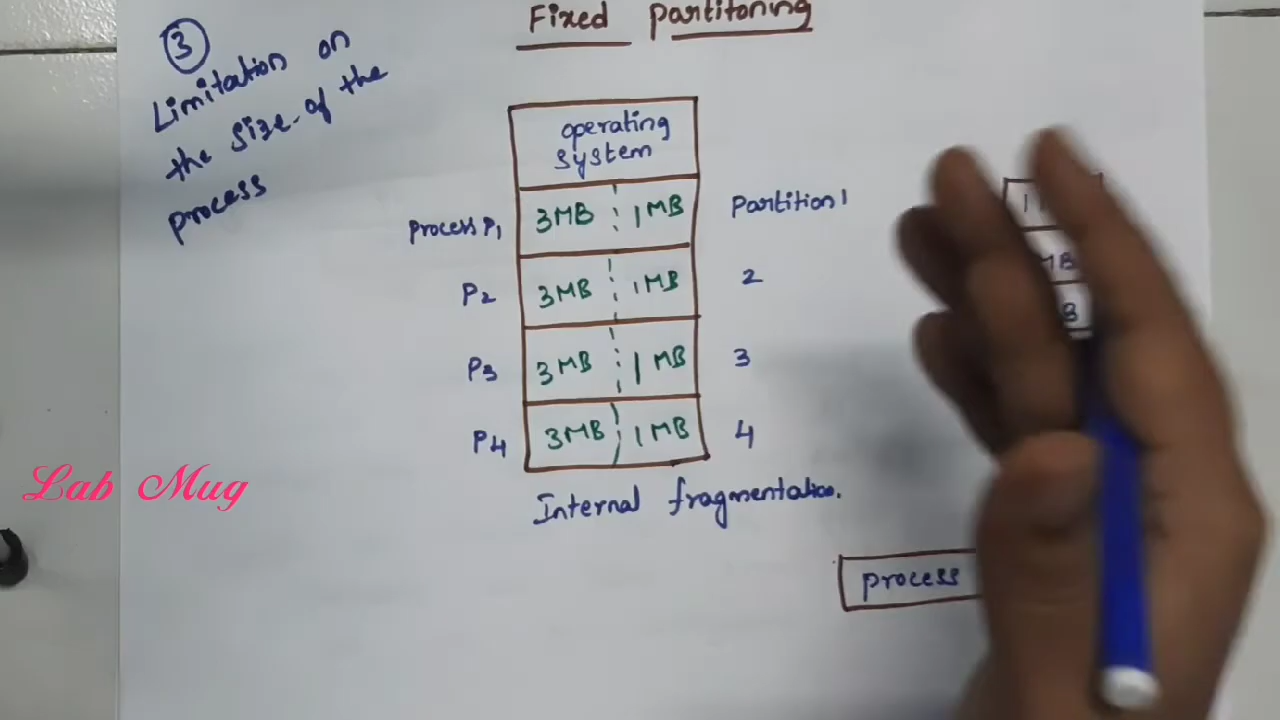 Fixed partitoning
3
Limitation on
the size of the
process
operating
system
process P1 3MB 1MB Partition 1
P2 3MB 1MB 2
P3 3MB 1MB 3
P4 3MB 1MB 4
Internal fragmentation.
process
Lab Mug